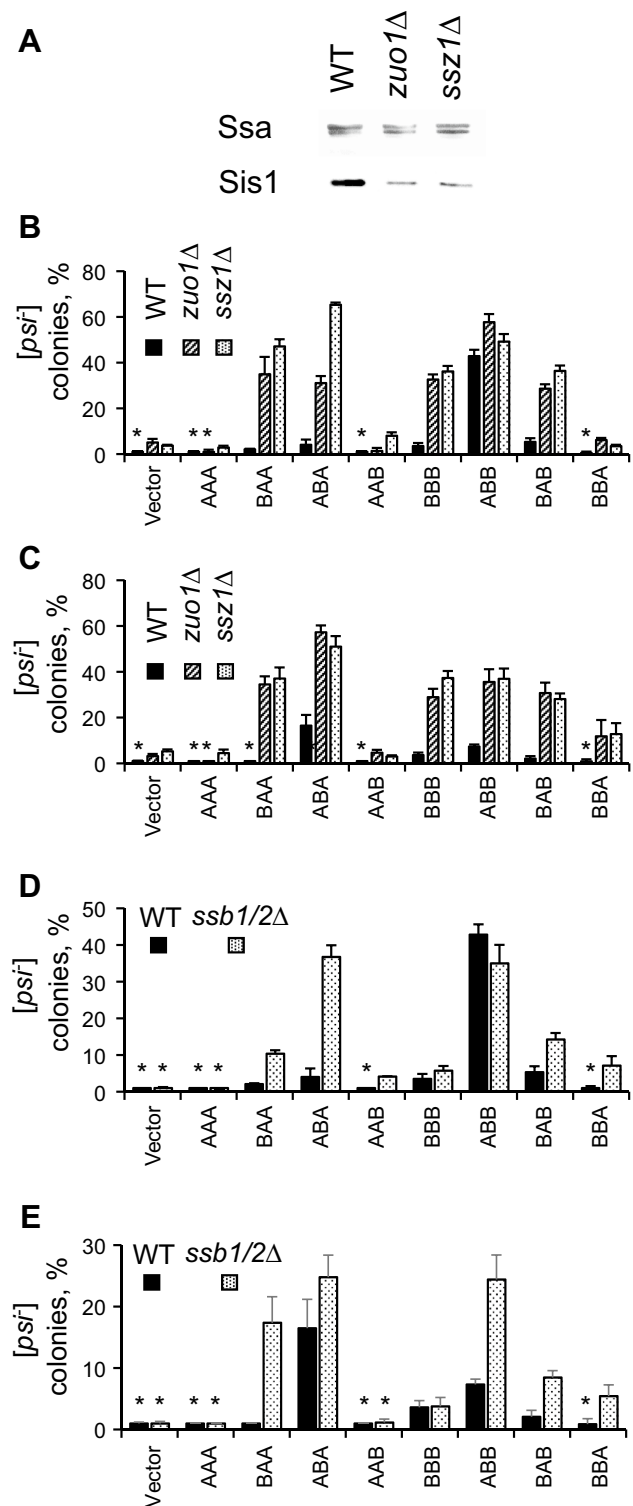 A
WT
zuo1Δ
ssz1Δ
Ssa
Sis1
B
[psi-]
colonies, %
80
60
40
20
0
WT
zuo1Δ
ssz1Δ
* ** * *
Vector
AAA
BAA
ABA
AAB
BBB
ABB
BAB
BBA
C
[psi-]
colonies, %
80
60
40
20
0
WT
zuo1Δ
ssz1Δ
* ** * * *
Vector
AAA
BAA
ABA
AAB
BBB
ABB
BAB
BBA
D
[psi-]
colonies, %
50
40
30
20
10
0
WT ssb1/2Δ
* * * * * *
Vector
AAA
BAA
ABA
AAB
BBB
ABB
BAB
BBA
E
[psi-]
colonies, %
30
20
10
0
WT ssb1/2Δ
* * * * * * *
Vector
AAA
BAA
ABA
AAB
BBB
ABB
BAB
BBA